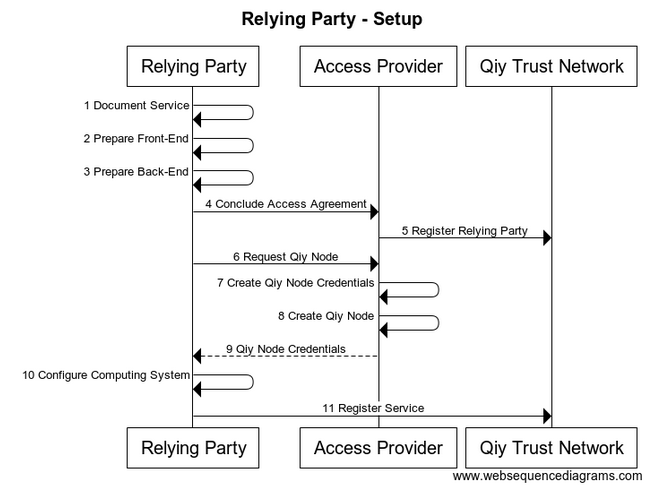 Relying Party - Setup
Relying Party
Access Provider
Qiy Trust Network
1 Document Service
2 Prepare Front-End
3 Prepare Back-End
4 Conclude Access Agreement
5 Register Relying Party
6 Request Qiy Node
7 Create Qiy Node Credentials
8 Create Qiy Node
9 Qiy Node Credentials
10 Configure Computing System
11 Register Service
Relying Party
Access Provider
Qiy Trust Network
www.websequencediagrams.com